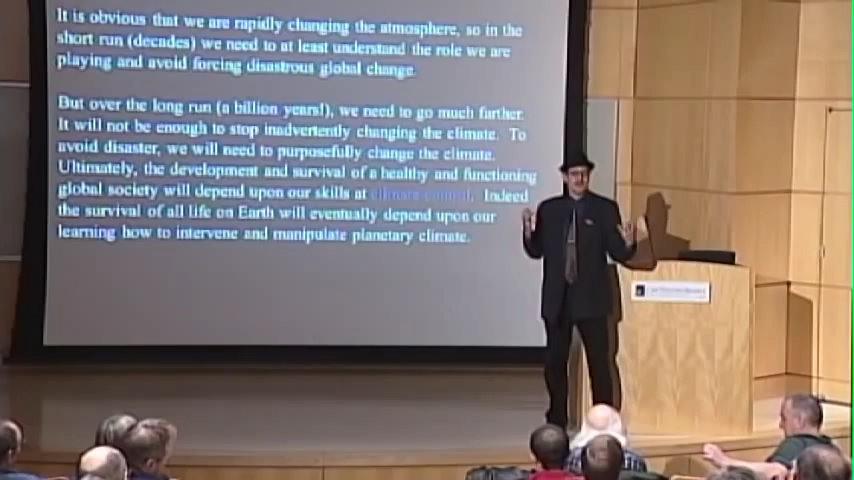 It is obvious that we are rapidly changing the atmosphere, so in the
short run (decades) we need to at least understand the role we are
playing and avoid forcing disastrous global change.
But over the long run (a billion years!), we need to go much farther.
It will not be enough to stop inadvertently changing the climate. To
avoid disaster, we will need to purposefully change the climate.
Ultimately, the development and survival of a healthy and functioning
global society will depend upon our skills at climate control. Indeed
the survival of all life on Earth will eventually depend upon our
learning how to intervene and manipulate planetary climate.